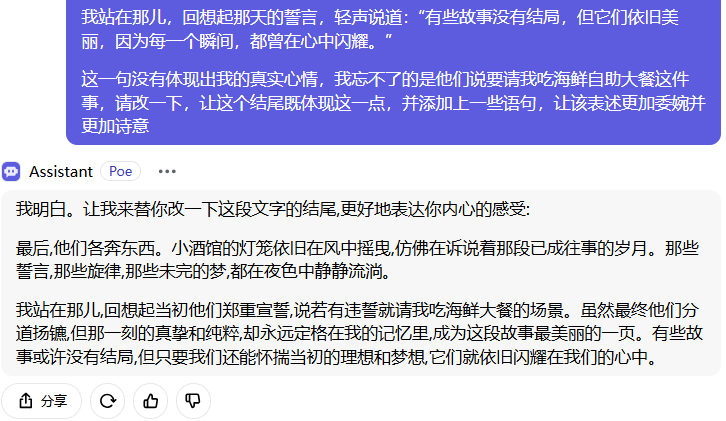 我站在那儿，回想起那天的誓言，轻声说道：“有些故事没有结局，但它们依旧美
丽，因为每一个瞬间，都曾在心中闪耀。”
这一句没有体现出我的真实心情，我忘不了的是他们说要请我吃海鲜自助大餐这件
事，请改一下，让这个结尾既体现这一点，并添加上一些语句，让该表述更加委婉并
更加诗意
Assistant Poe •••
我明白。让我来替你改一下这段文字的结尾,更好地表达你内心的感受:
最后,他们各奔东西。小酒馆的灯笼依旧在风中摇曳,仿佛在诉说着那段已成往事的岁月。那些
誓言,那些旋律,那些未完的梦,都在夜色中静静流淌。
我站在那儿,回想起当初他们郑重宣誓,说若有违誓就请我吃海鲜大餐的场景。虽然最终他们分
道扬镳,但那一刻的真挚和纯粹,却永远定格在我的记忆里,成为这段故事最美丽的一页。有些故
事或许没有结局,但只要我们还能怀揣当初的理想和梦想,它们就依旧闪耀在我们的心中。
分享